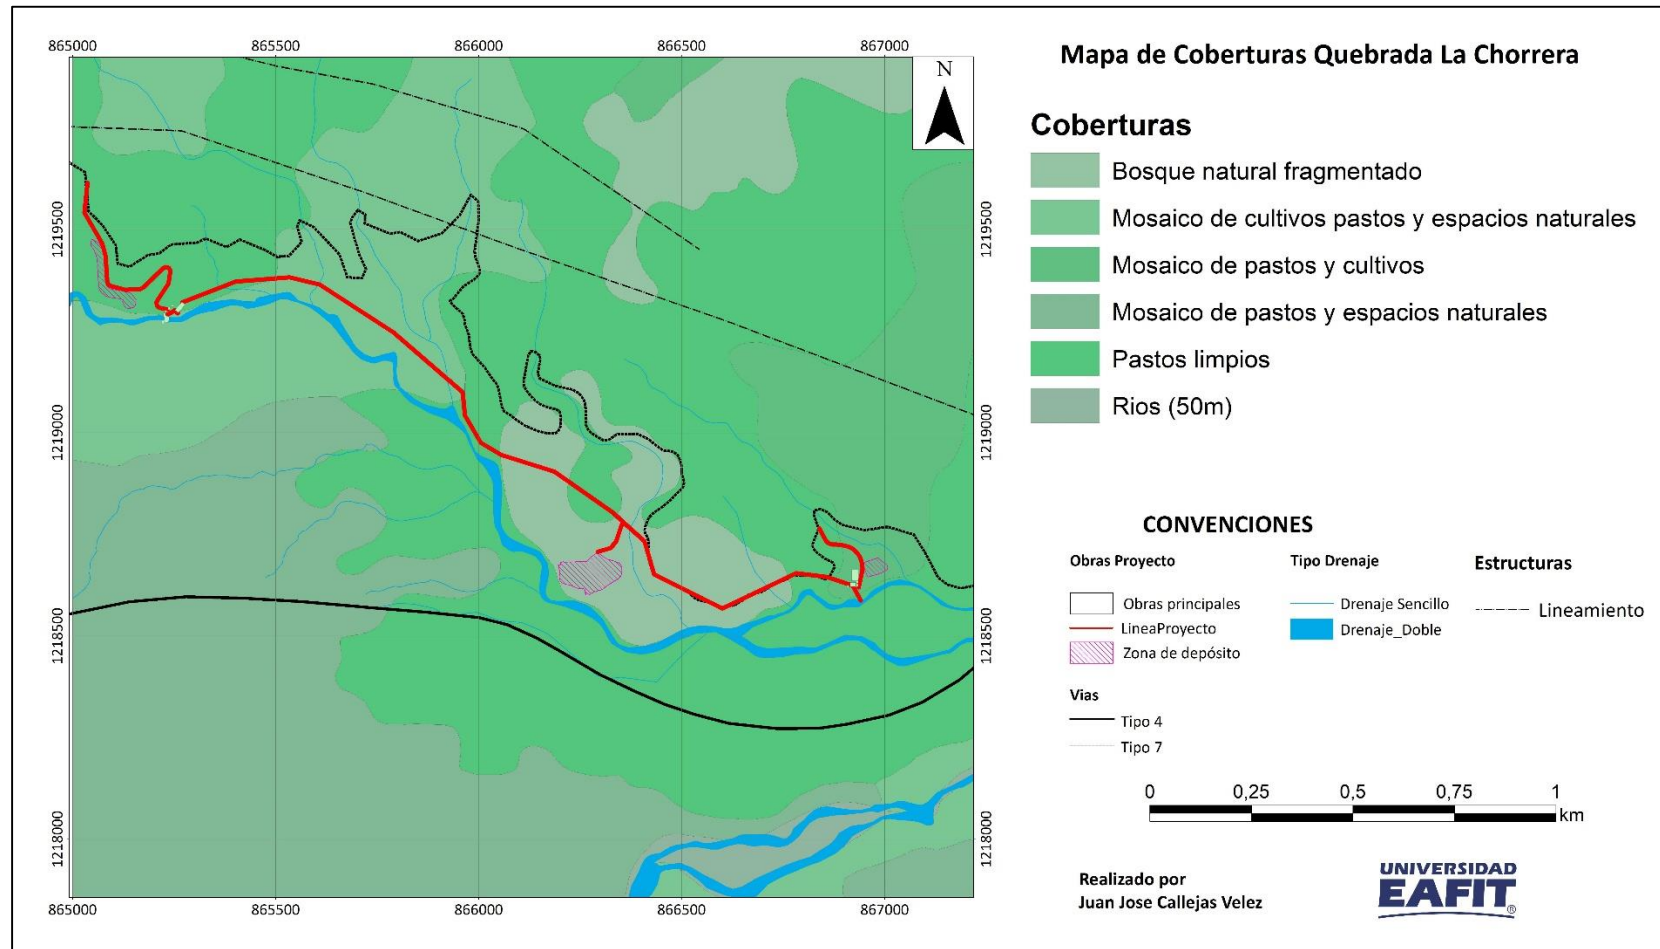 865000 865500 866000 866500 867000
N
1219500 1219500
1219000 1219000
1218500 1218500
1218000 1218000
865000 865500 866000 866500 867000
Mapa de Coberturas Quebrada La Chorrera
Coberturas
Bosque natural fragmentado
Mosaico de cultivos pastos y espacios naturales
Mosaico de pastos y cultivos
Mosaico de pastos y espacios naturales
Pastos limpios
Rios (50m)
CONVENCIONES
Obras Proyecto
Obras principales
LineaProyecto
Zona de depósito
Tipo Drenaje
Drenaje Sencillo
Drenaje_Doble
Estructuras
Lineamiento
Vias
Tipo 4
Tipo 7
0 0,25 0,5 0,75 1
km
Realizado por
Juan Jose Callejas Velez
UNIVERSIDAD
EAFIT®